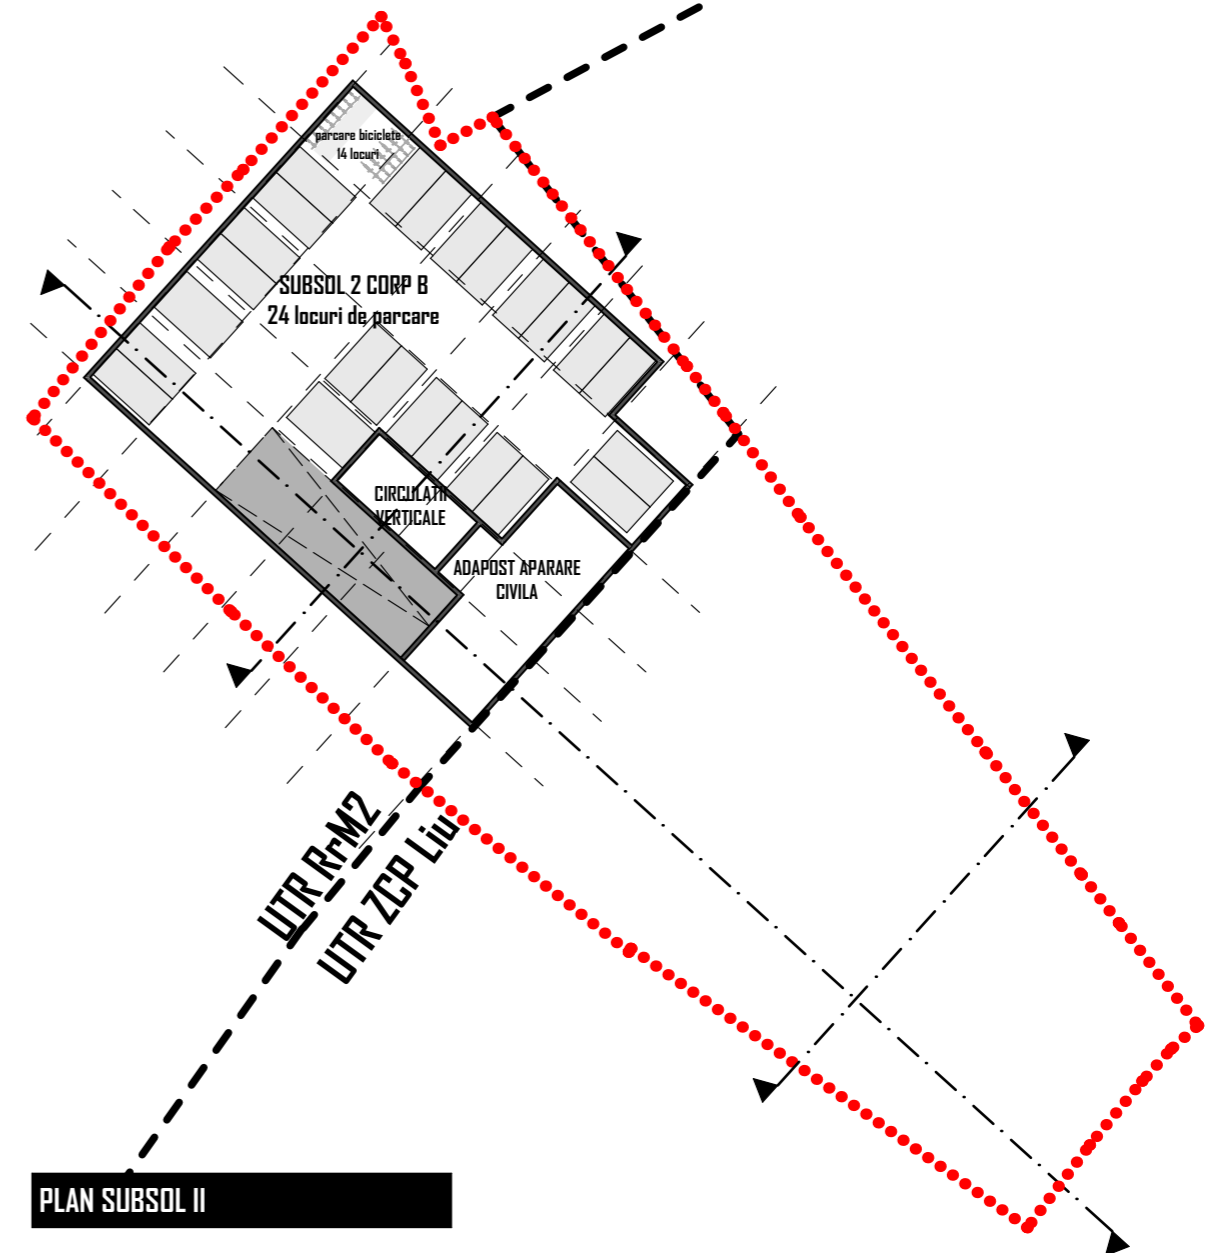 parcare biciclete
14 locuri
SUBSOL 2 CORP B
24 locuri de parcare
CIRCULATII
VERTICALE
ADAPOST APARARE
CIVILA
UTR RrM2
UTR ZCP Liu
PLAN SUBSOL II